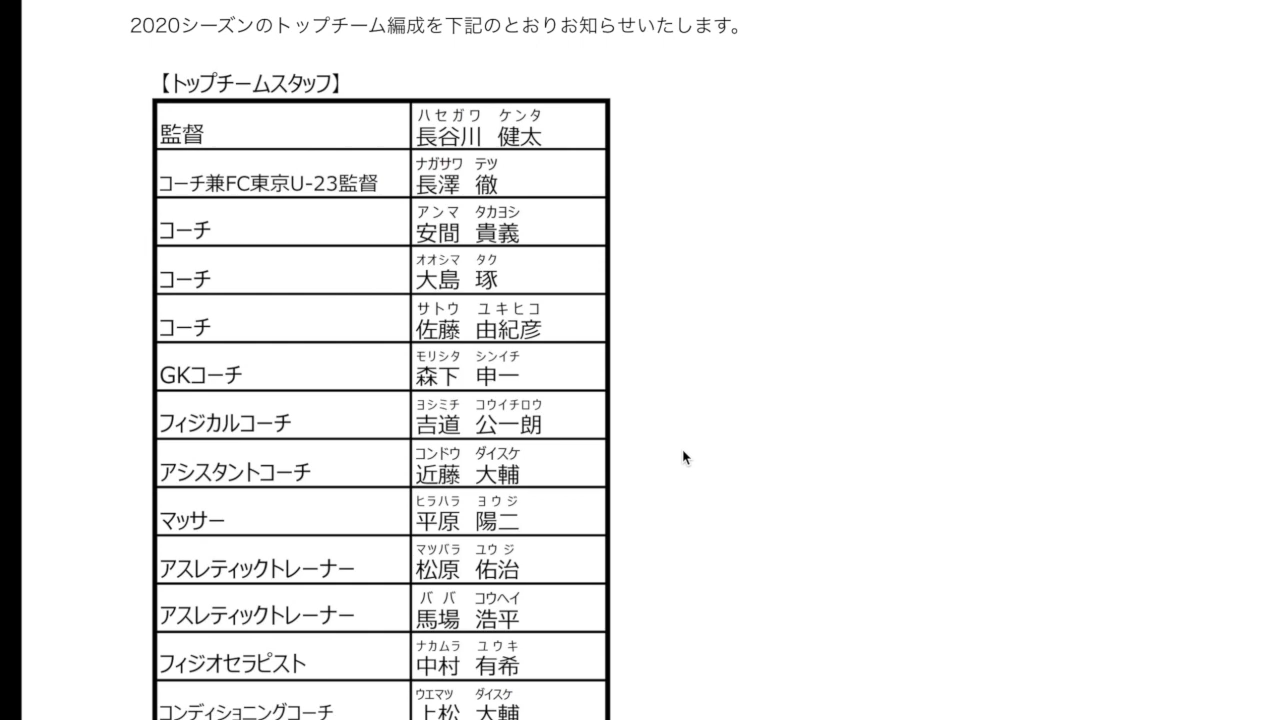 2020シーズンのトップチーム編成を下記のとおりお知らせいたします。
【トップチームスタッフ】
ハセガワ ケンタ
監督 長谷川 健太
ナガサワ テツ
コーチ兼FC東京U-23監督 長澤 徹
アンマ タカヨシ
コーチ 安間 貴義
オオシマ タク
コーチ 大島 琢
サトウ ユキヒコ
コーチ 佐藤 由紀彦
モリシタ シンイチ
GKコーチ 森下 申一
ヨシミチ コウイチロウ
フィジカルコーチ 吉道 公一朗
コンドウ ダイスケ
アシスタントコーチ 近藤 大輔
ヒラハラ ヨウジ
マッサー 平原 陽二
マツバラ ユウジ
アスレティックトレーナー 松原 佑治
ババ コウヘイ
アスレティックトレーナー 馬場 浩平
ナカムラ ユウキ
フィジオセラピスト 中村 有希
ウエマツ ダイスケ
コンディショニングコーチ 上松 大輔